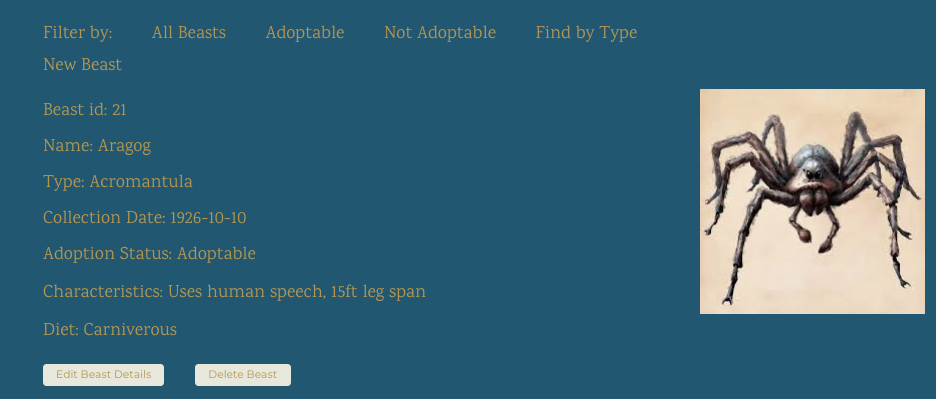 Filter by: All Beasts Adoptable Not Adoptable Find by Type
New Beast
Beast id: 21
Name: Aragog
Type: Acromantula
Collection Date: 1926-10-10
Adoption Status: Adoptable
Characteristics: Uses human speech, 15ft leg span
Diet: Carniverous
Edit Beast Details Delete Beast